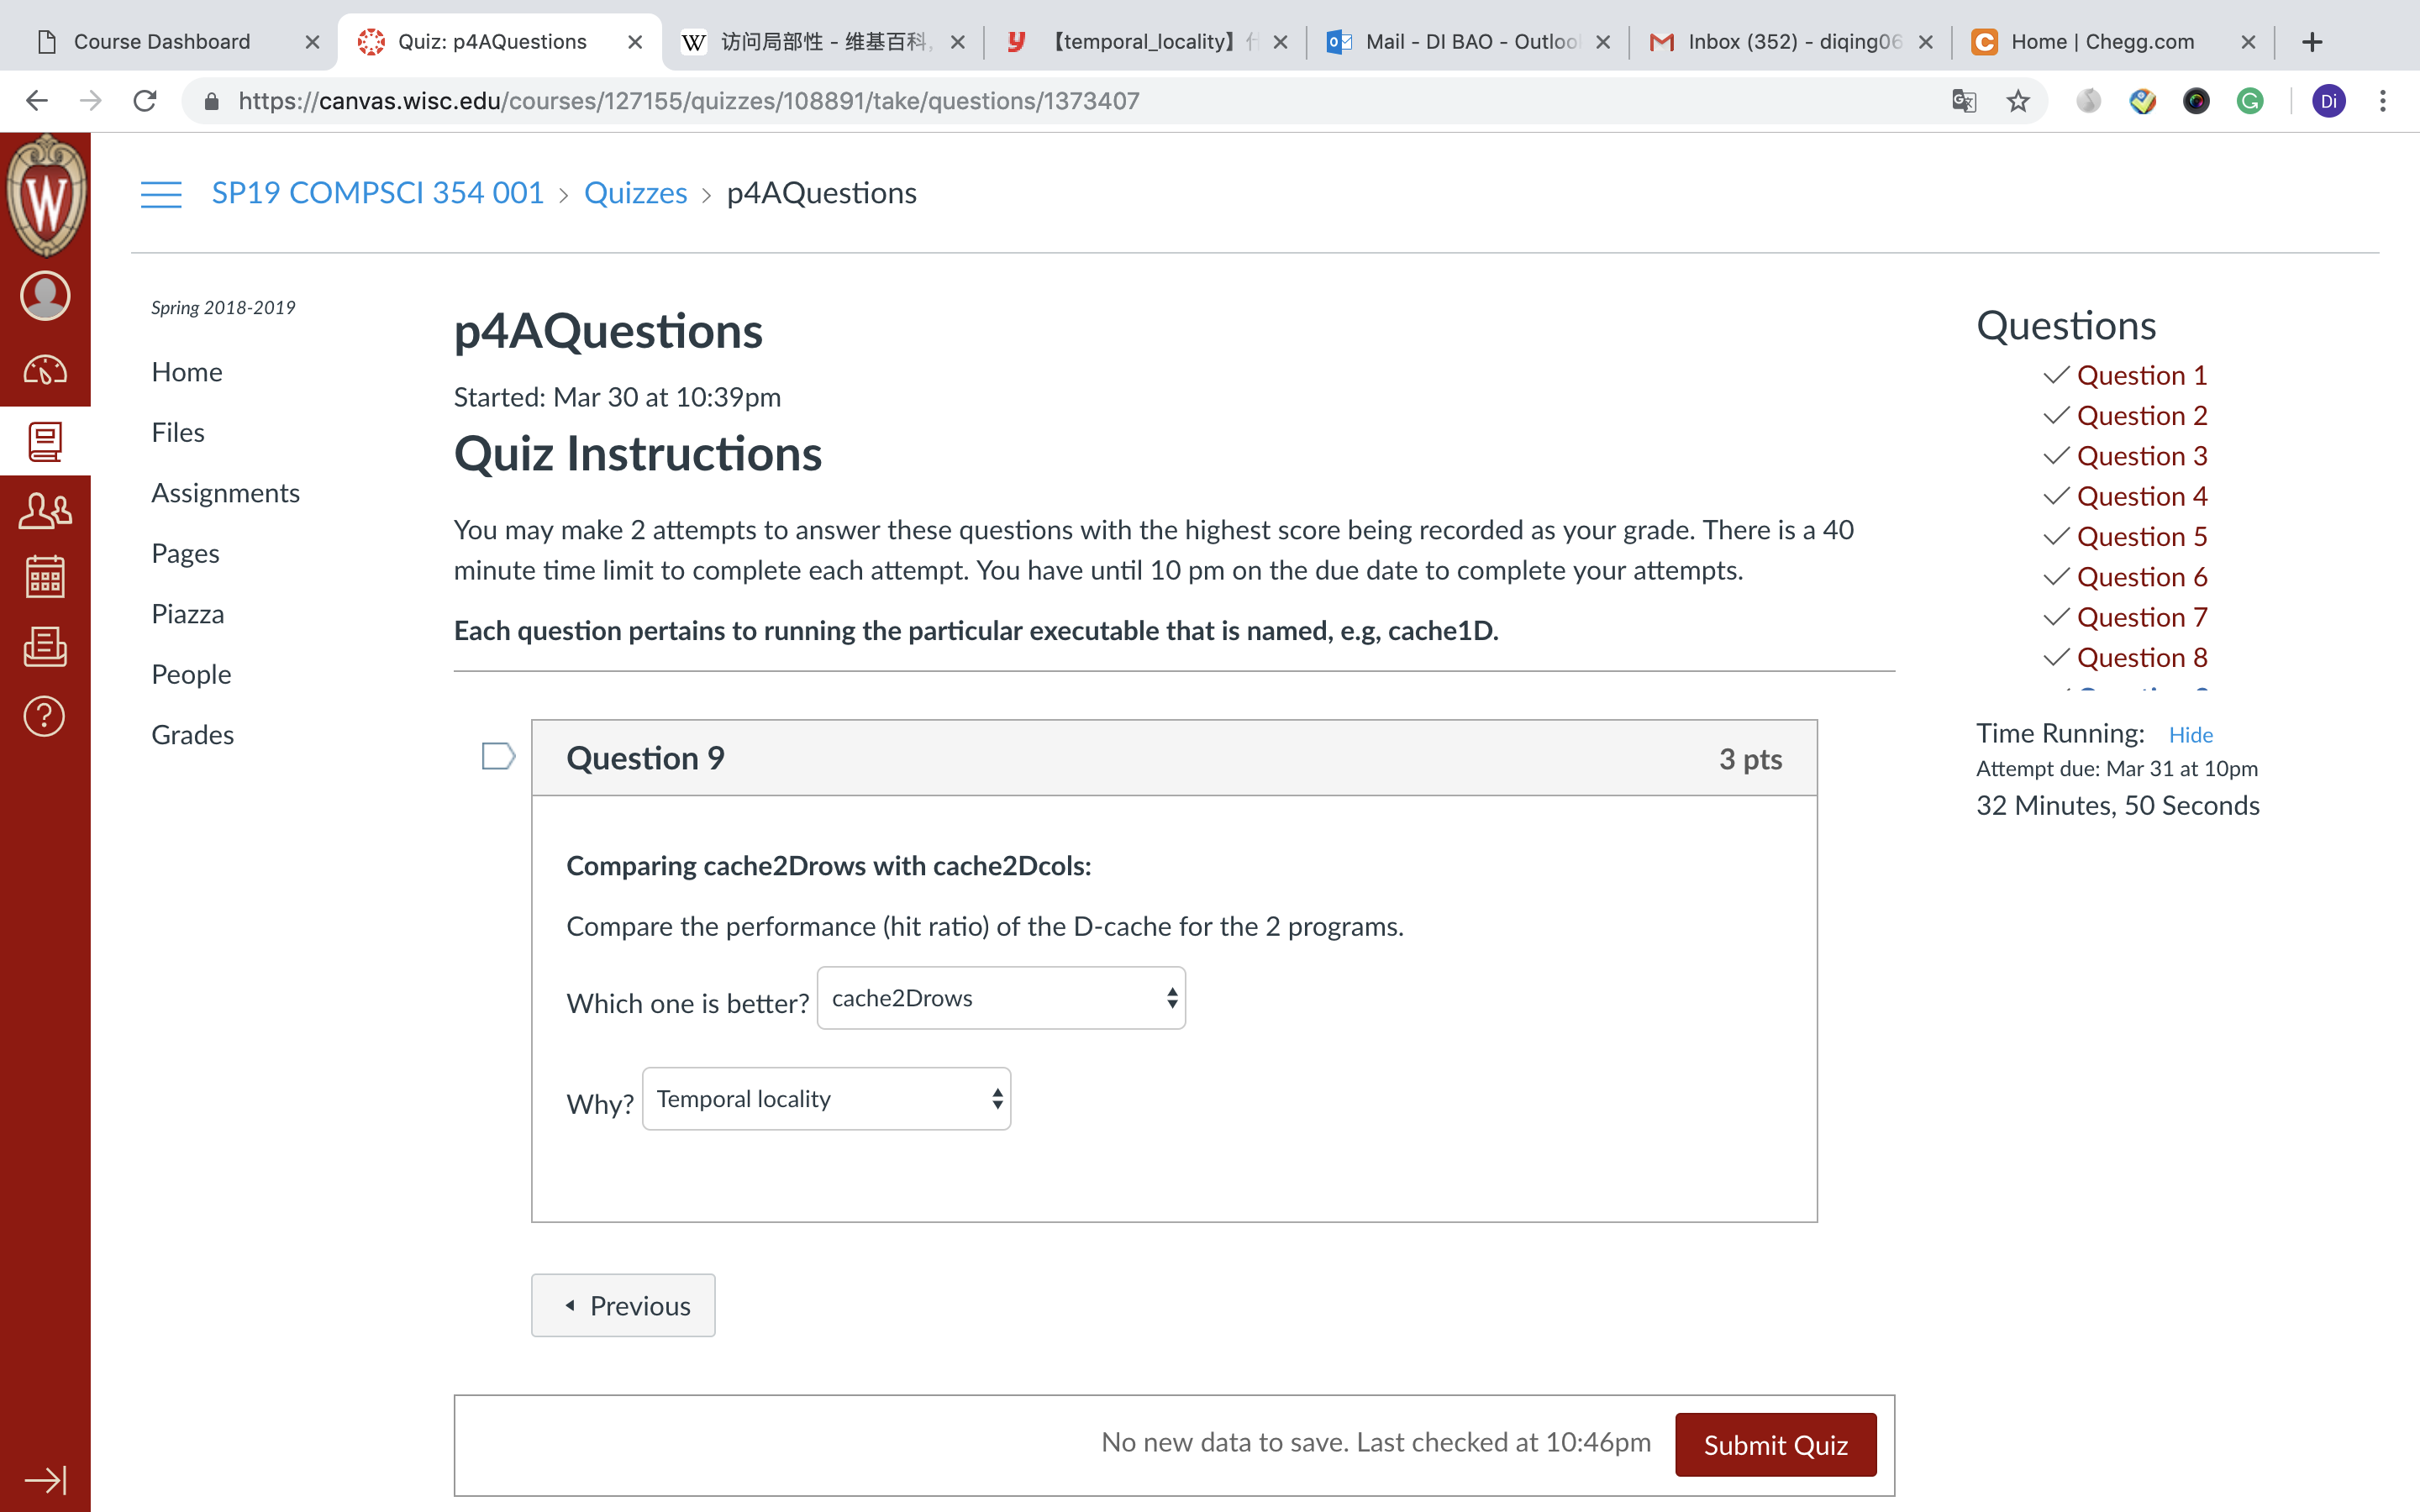 Course Dashboard
Quiz: p4AQuestions
W 访问局部性 - 维基百科,
y 【temporal_locality】
Mail - DI BAO - Outloo
Inbox (352) - diqing06
C Home | Chegg.com
https://canvas.wisc.edu/courses/127155/quizzes/108891/take/questions/1373407
G
Di
W
SP19 COMPSCI 354 001 > Quizzes > p4AQuestions
Spring 2018-2019
Home
Files
Assignments
Pages
Piazza
People
Grades
p4AQuestions
Started: Mar 30 at 10:39pm
Quiz Instructions
You may make 2 attempts to answer these questions with the highest score being recorded as your grade. There is a 40
minute time limit to complete each attempt. You have until 10 pm on the due date to complete your attempts.
Each question pertains to running the particular executable that is named, e.g, cache1D.
Question 9
3 pts
Comparing cache2Drows with cache2Dcols:
Compare the performance (hit ratio) of the D-cache for the 2 programs.
Which one is better? cache2Drows
Why? Temporal locality
Previous
No new data to save. Last checked at 10:46pm
Submit Quiz
Questions
Question 1
Question 2
Question 3
Question 4
Question 5
Question 6
Question 7
Question 8
Time Running: Hide
Attempt due: Mar 31 at 10pm
32 Minutes, 50 Seconds